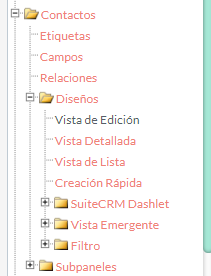 Contactos
Etiquetas
Campos
Relaciones
Diseños
Vista de Edición
Vista Detallada
Vista de Lista
Creación Rápida
SuiteCRM Dashlet
Vista Emergente
Filtro
Subpaneles